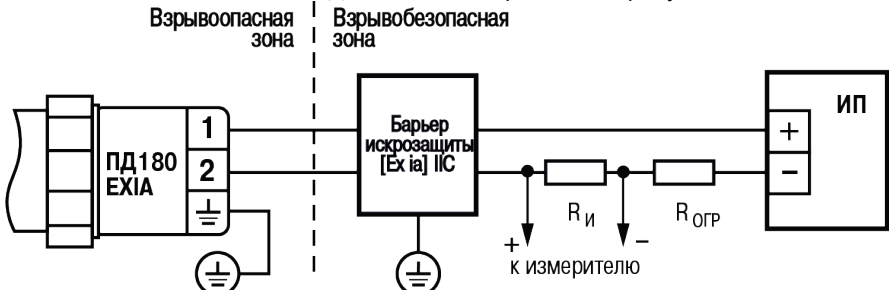 Взрывоопасная
зона
Взрывобезопасная
зона
ПД180
EXIA
1
2
Барьер
искрозащиты
[Ex ia] IIC
ИП
+
−
R И
R ОГР
+
−
к измерителю